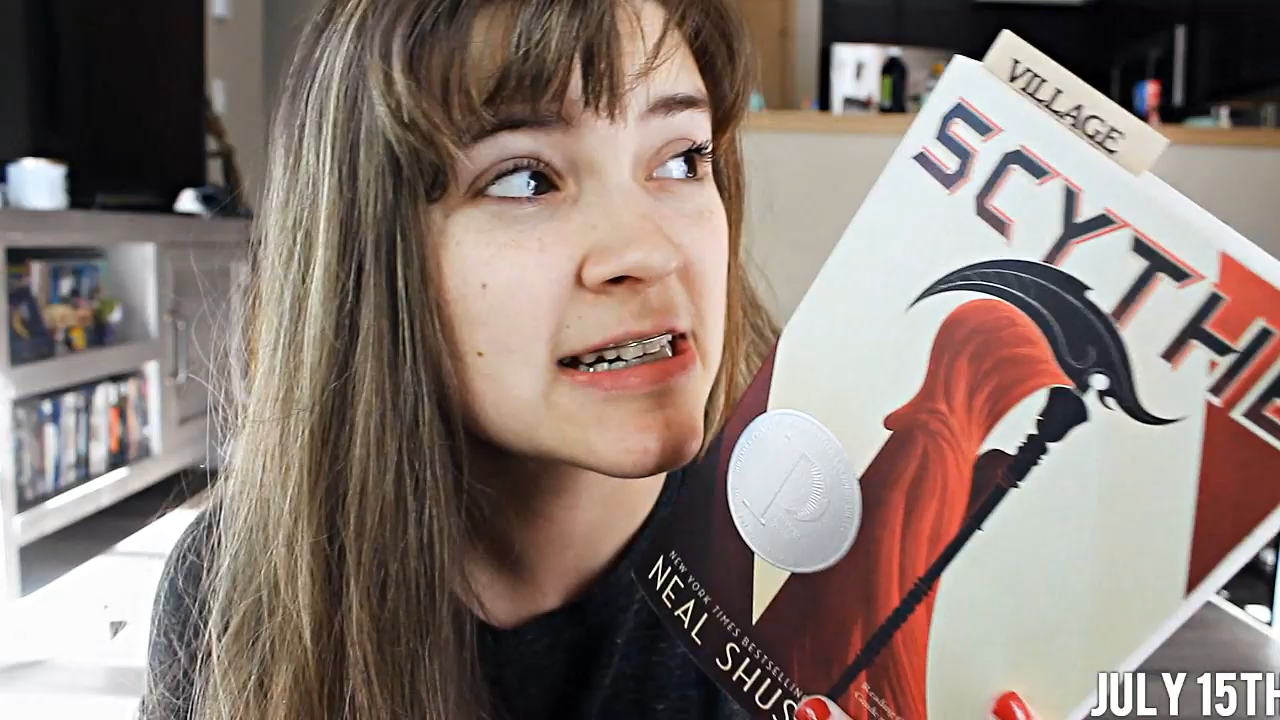 VILLAGE
SCYTHE
NEW YORK TIMES BESTSELLING
NEAL SHUS
JULY 15TH